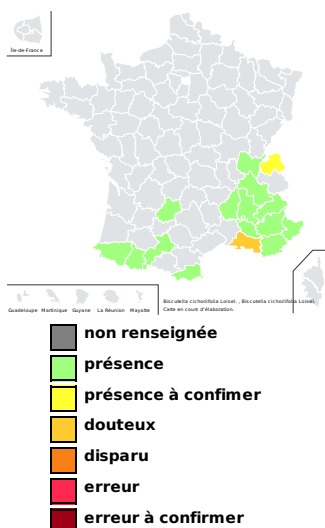 Île-de-France
Biscutella cichoriifolia Loisel. , Biscutella cichoriifolia Loisel.
Carte en cours d'élaboration.
Guadeloupe Martinique Guyane La Réunion Mayotte
non renseignée
présence
présence à confimer
douteux
disparu
erreur
erreur à confirmer